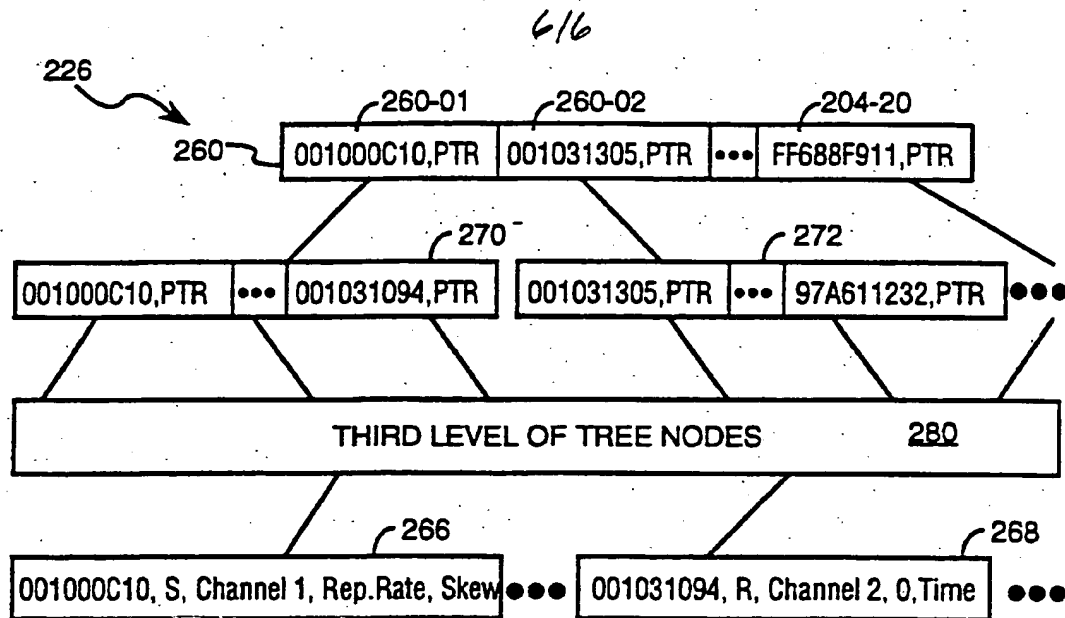 6/6
226
260-01 260-02 204-20
260
001000C10,PTR 001031305,PTR ••• FF688F911,PTR
270 272
001000C10,PTR ••• 001031094,PTR 001031305,PTR ••• 97A611232,PTR •••
THIRD LEVEL OF TREE NODES 280
266 268
001000C10, S, Channel 1, Rep.Rate, Skew ••• 001031094, R, Channel 2, 0,Time •••